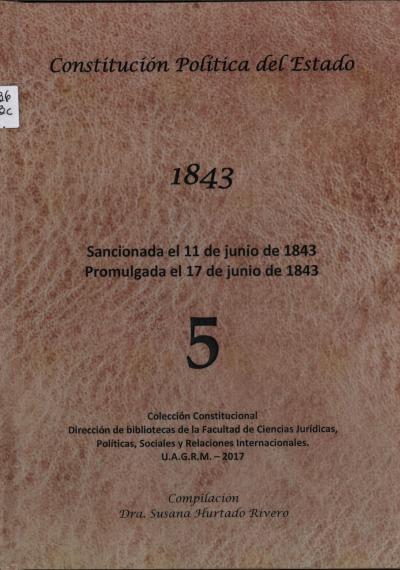 Constitución Política del Estado
1843
Sancionada el 11 de junio de 1843
Promulgada el 17 de junio de 1843
5
Colección Constitucional
Dirección de bibliotecas de la Facultad de Ciencias Jurídicas,
Políticas, Sociales y Relaciones Internacionales.
U.A.G.R.M. – 2017
Compilación
Dra. Susana Hurtado Rivero